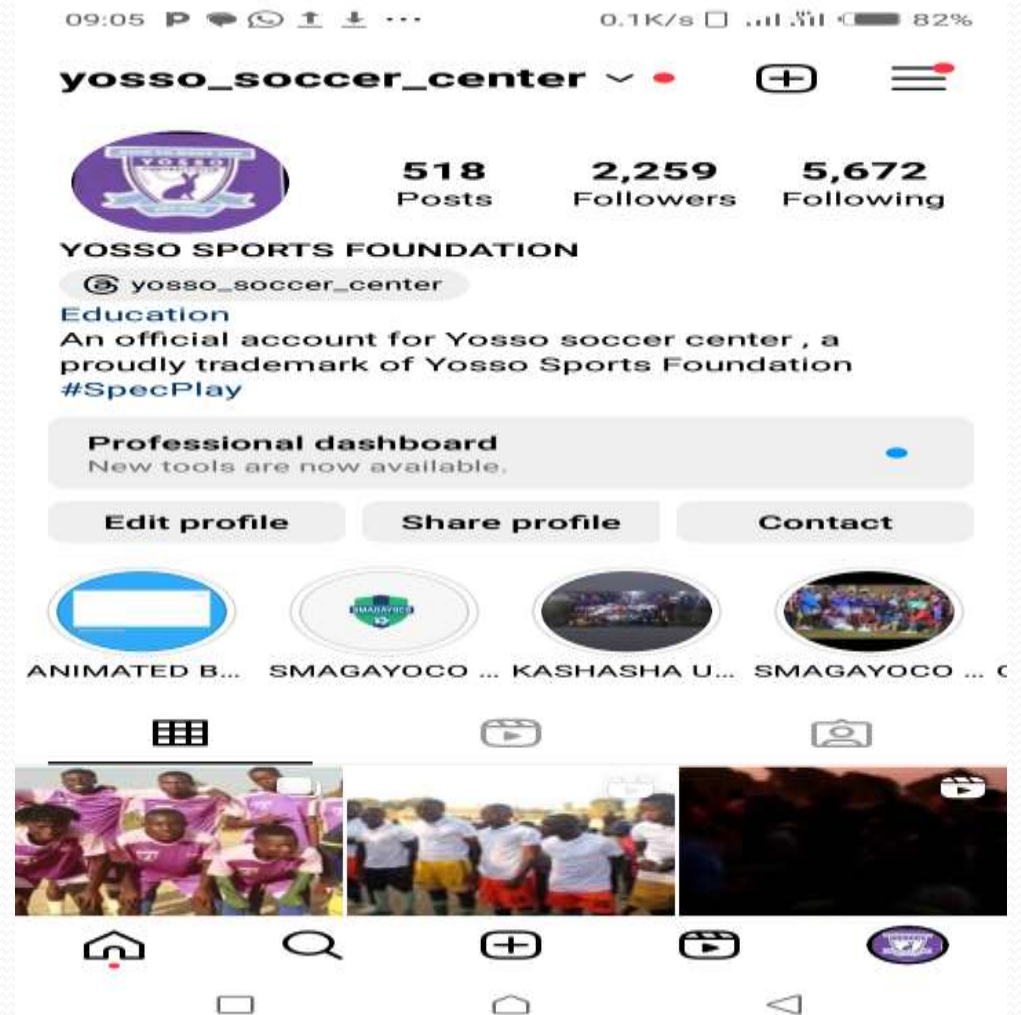 09:05 ... 0.1K/s 82%
yosso_soccer_center
YOSSO
518 2,259 5,672
Posts Followers Following
YOSSO SPORTS FOUNDATION
yosso_soccer_center
Education
An official account for Yosso soccer center , a
proudly trademark of Yosso Sports Foundation
#SpecPlay
Professional dashboard
New tools are now available.
Edit profile Share profile Contact
SMAGAYOCO
ANIMATED B... SMAGAYOCO ... KASHASHA U... SMAGAYOCO ...